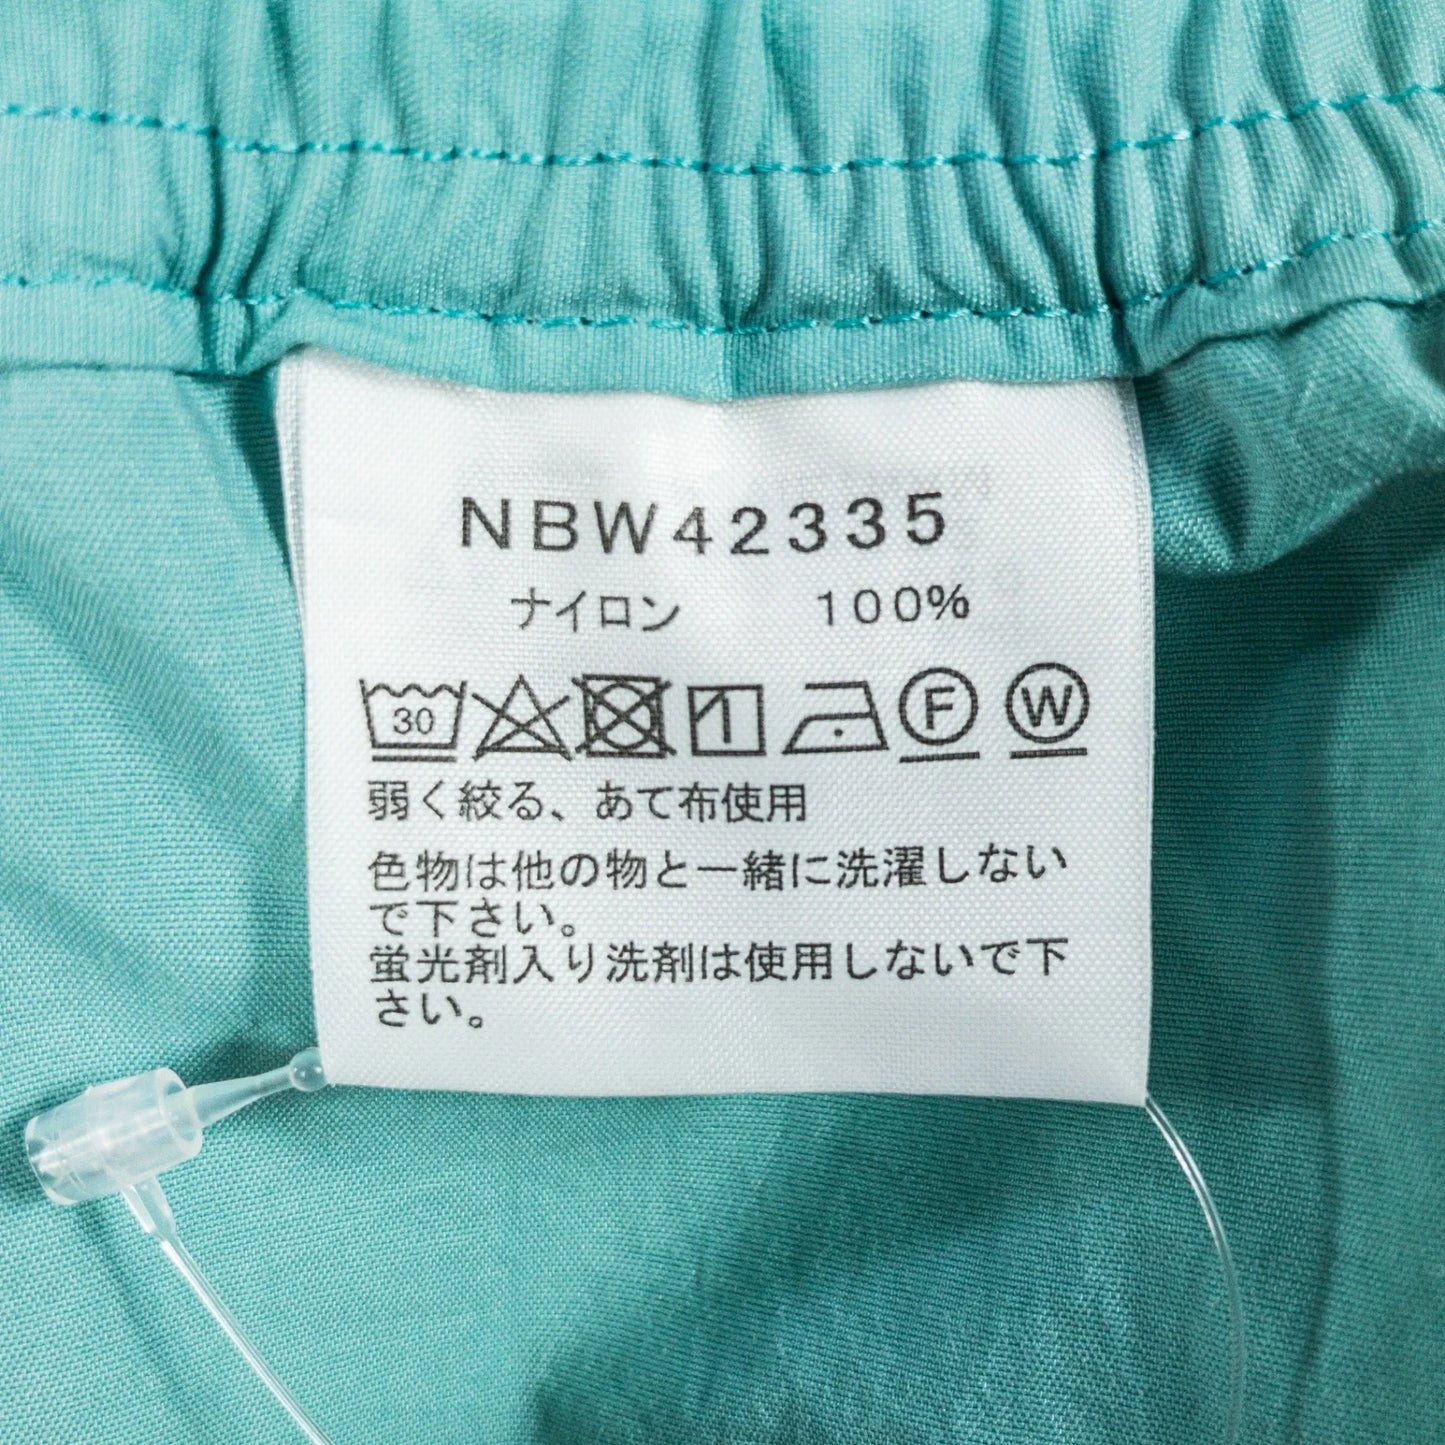 NBW42335
ナイロン 100%
30 F W
弱く絞る、あて布使用
色物は他の物と一緒に洗濯しない
で下さい。
蛍光剤入り洗剤は使用しないで下
さい。